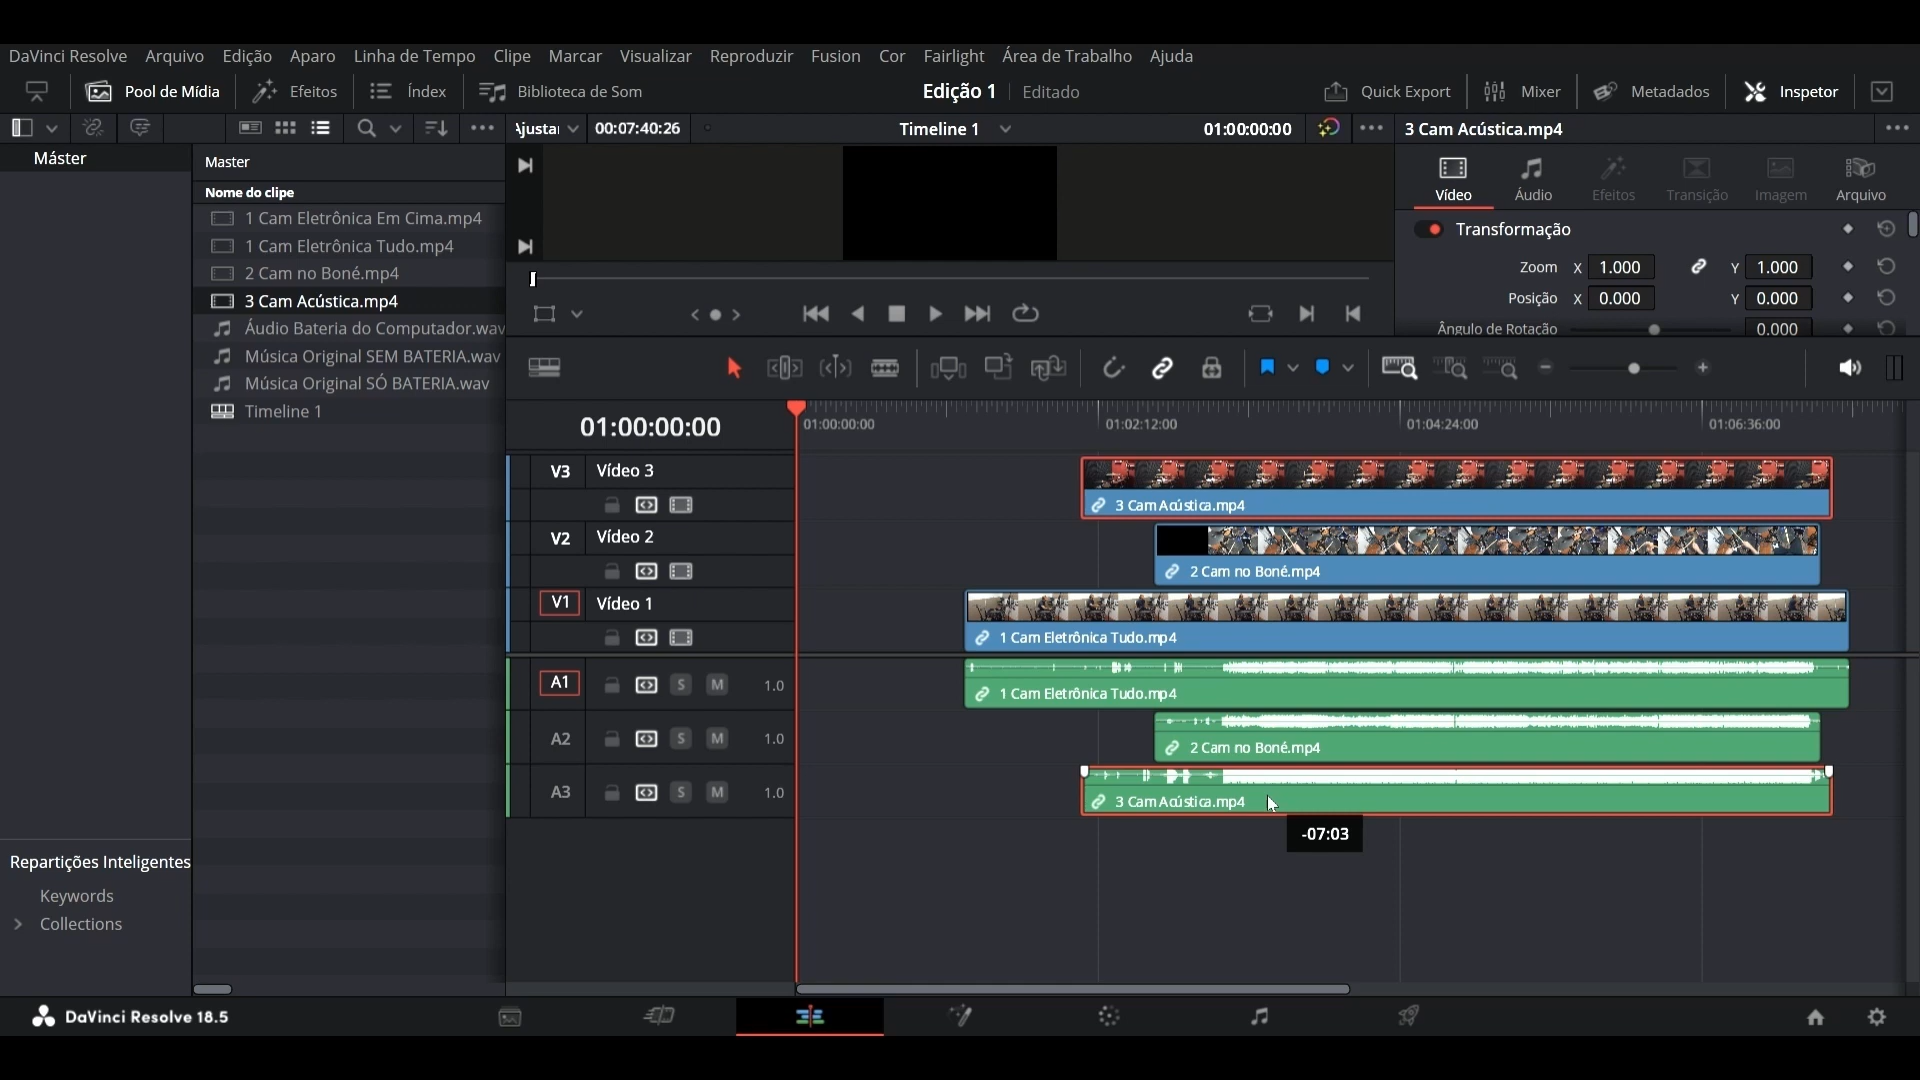 DaVinci Resolve Arquivo Edição Aparo Linha de Tempo Clipe Marcar Visualizar Reproduzir Fusion Cor Fairlight Área de Trabalho Ajuda
Pool de Mídia Efeitos Índex Biblioteca de Som Edição 1 Editado Quick Export Mixer Metadados Inspetor
Ajustar 00:07:40:26 Timeline 1 01:00:00:00 3 Cam Acústica.mp4
Máster
Master
Nome do clipe
1 Cam Eletrônica Em Cima.mp4
1 Cam Eletrônica Tudo.mp4
2 Cam no Boné.mp4
3 Cam Acústica.mp4
Áudio Bateria do Computador.wav
Música Original SEM BATERIA.wav
Música Original SÓ BATERIA.wav
Timeline 1
Vídeo Áudio Efeitos Transição Imagem Arquivo
Transformação
Zoom X 1.000 Y 1.000
Posição X 0.000 Y 0.000
Ângulo de Rotação 0.000
01:00:00:00
01:00:00:00 01:02:12:00 01:04:24:00 01:06:36:00
V3 Vídeo 3
3 Cam Acústica.mp4
V2 Vídeo 2
2 Cam no Boné.mp4
V1 Vídeo 1
1 Cam Eletrônica Tudo.mp4
A1 S M 1.0
1 Cam Eletrônica Tudo.mp4
A2 S M 1.0
2 Cam no Boné.mp4
A3 S M 1.0
3 Cam Acústica.mp4
-07:03
Repartições Inteligentes
Keywords
Collections
DaVinci Resolve 18.5